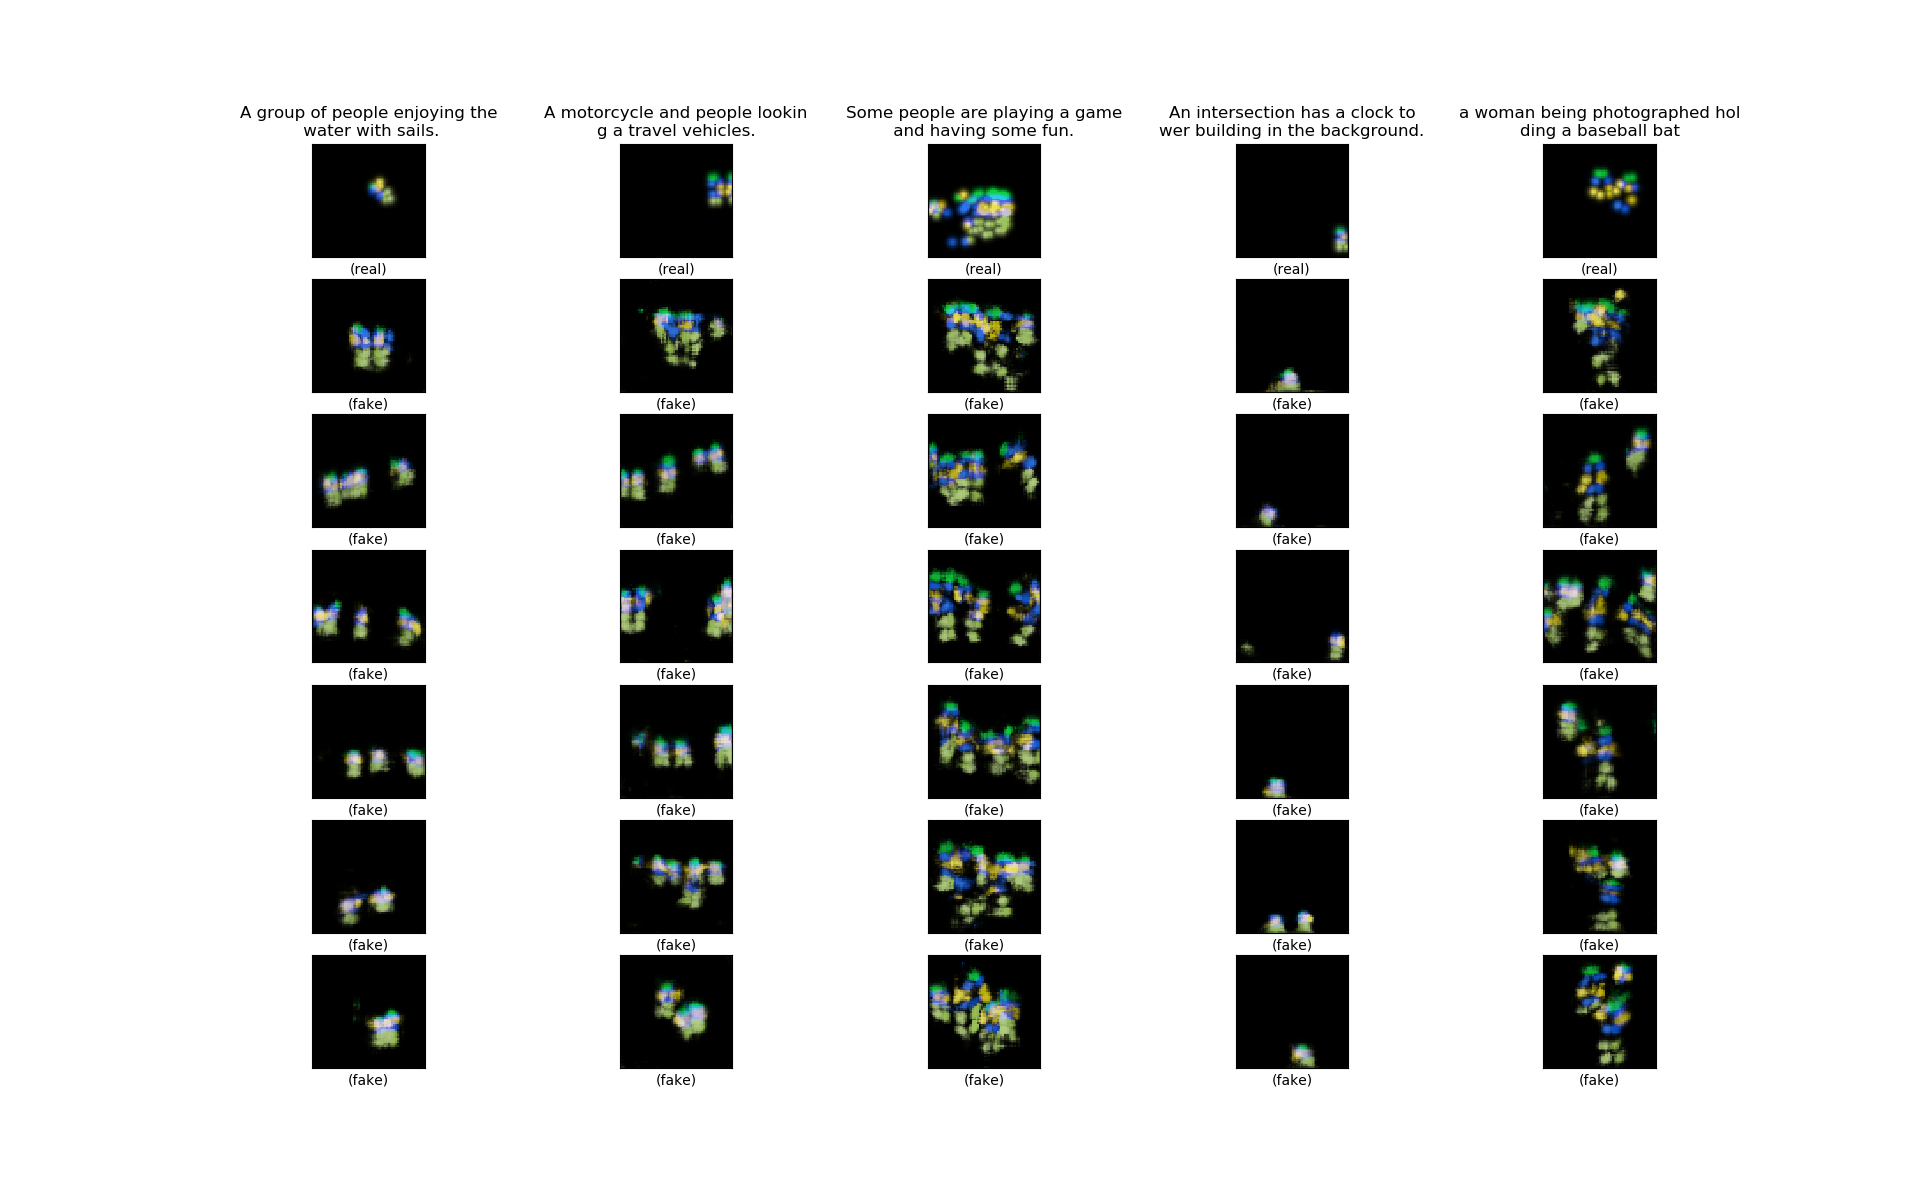 A group of people enjoying the
water with sails.
A motorcycle and people lookin
g a travel vehicles.
Some people are playing a game
and having some fun.
An intersection has a clock to
wer building in the background.
a woman being photographed hol
ding a baseball bat
(real) (real) (real) (real) (real)
(fake) (fake) (fake) (fake) (fake)
(fake) (fake) (fake) (fake) (fake)
(fake) (fake) (fake) (fake) (fake)
(fake) (fake) (fake) (fake) (fake)
(fake) (fake) (fake) (fake) (fake)
(fake) (fake) (fake) (fake) (fake)